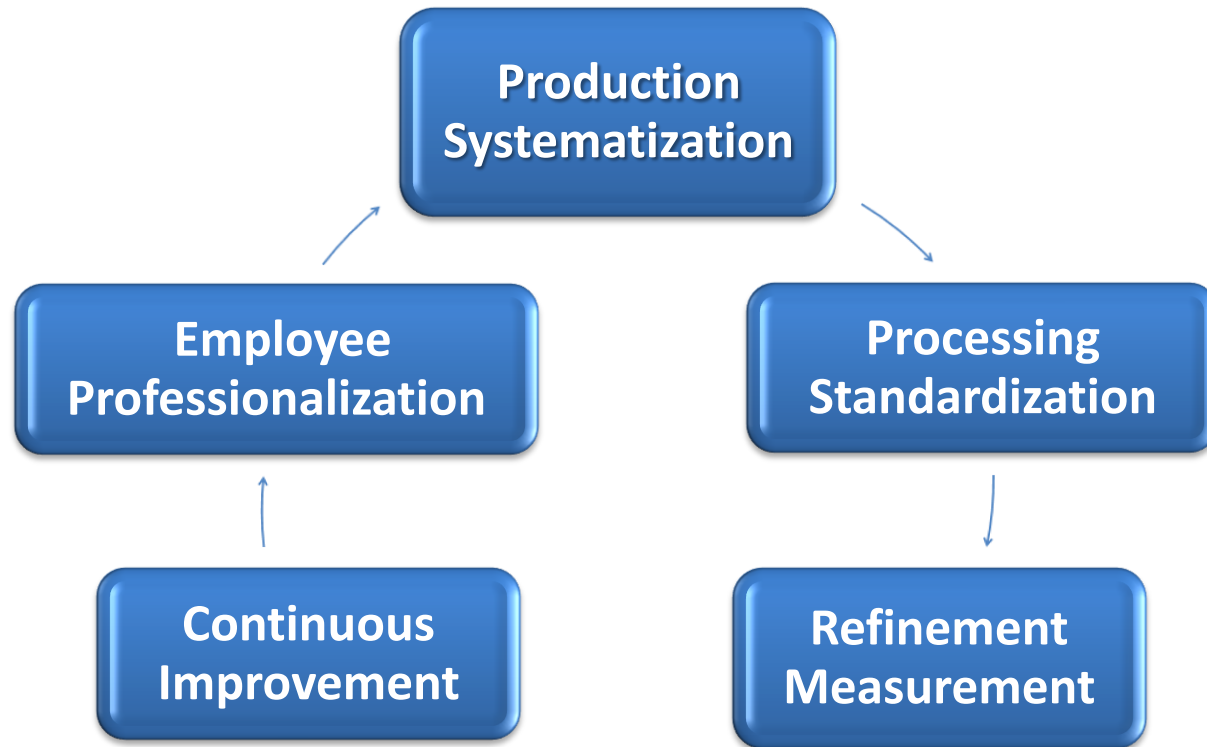 Production
Systematization
Employee
Professionalization
Processing
Standardization
Continuous
Improvement
Refinement
Measurement